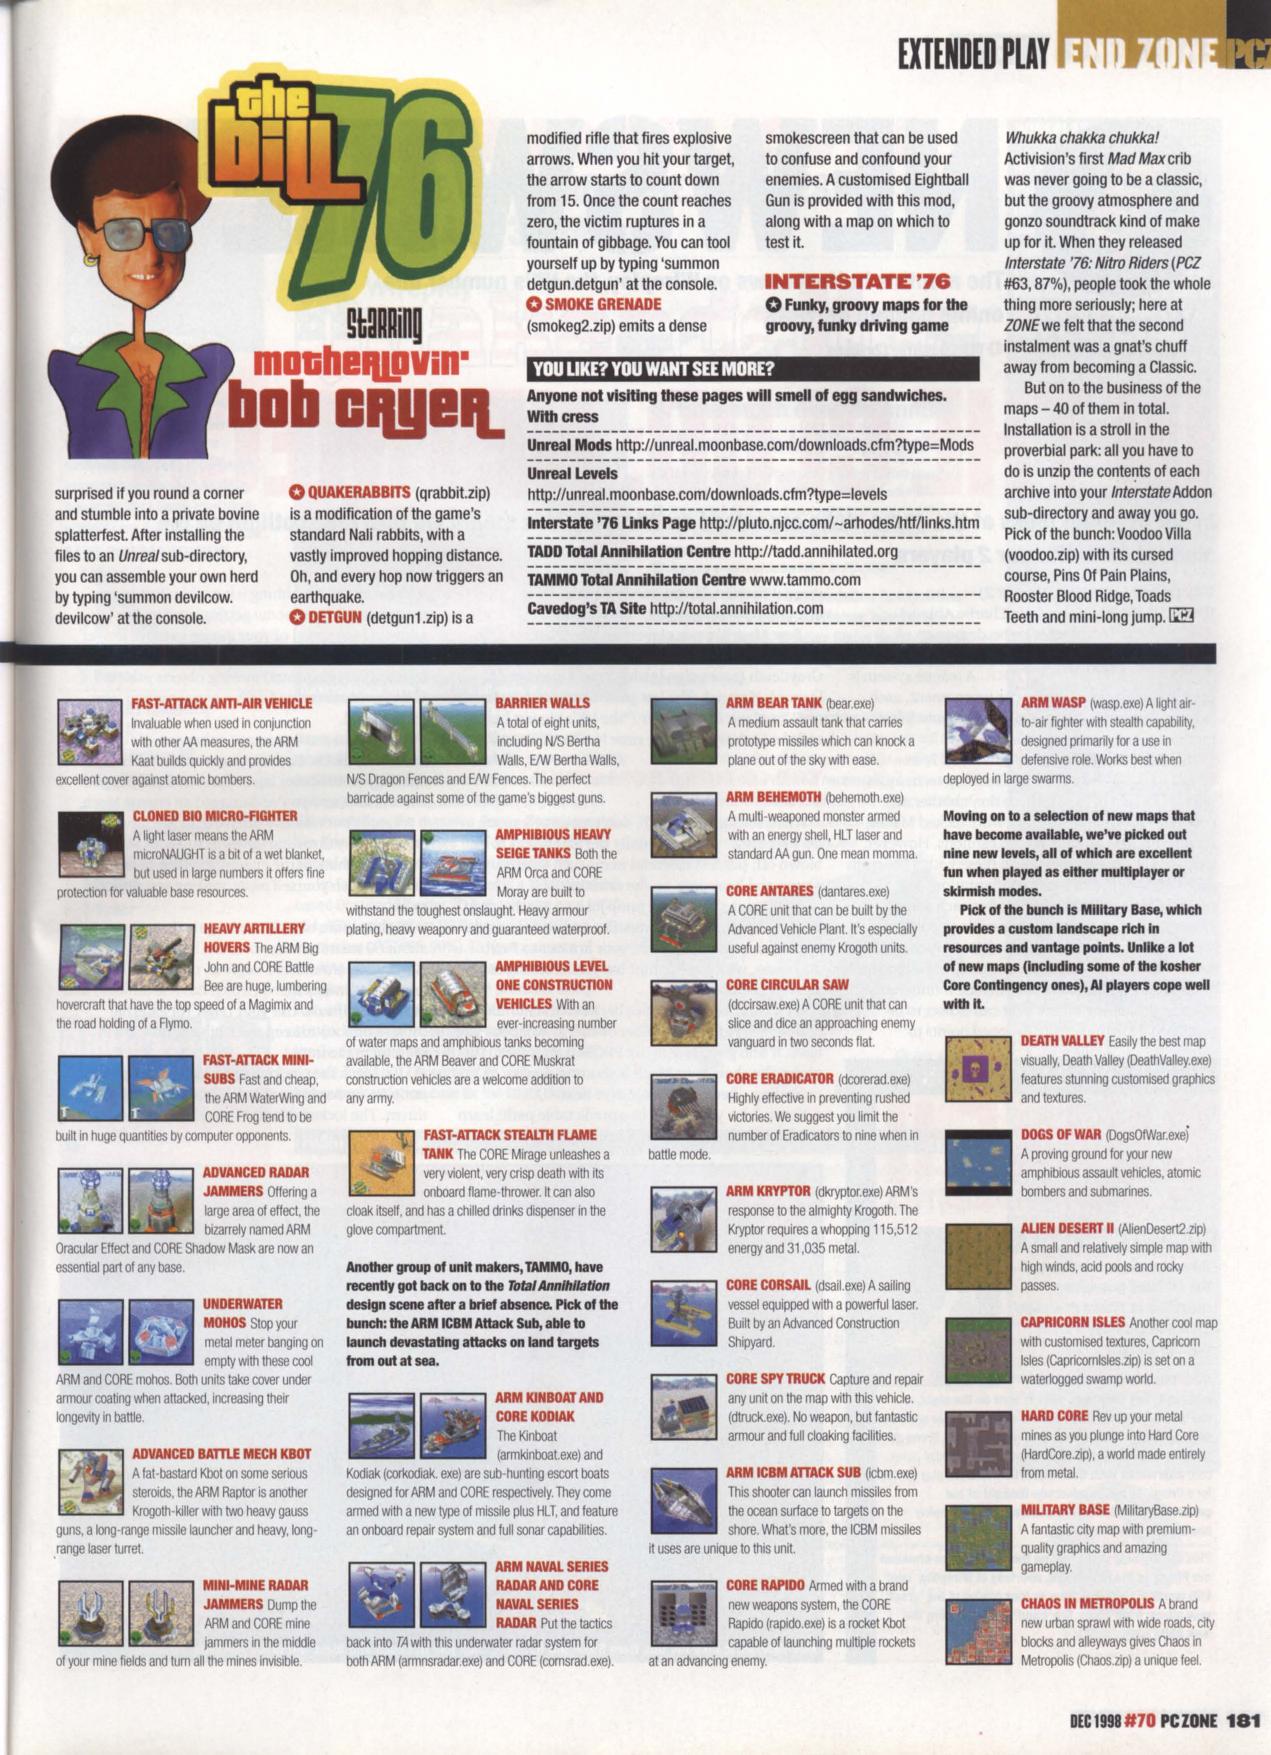 EXTENDED PLAY END ZONE PCZ
the
bill
76
starring
motherlovin'
bob cryer
surprised if you round a corner
and stumble into a private bovine
splatterfest. After installing the
files to an Unreal sub-directory,
you can assemble your own herd
by typing 'summon devilcow.
devilcow' at the console.
QUAKERABBITS (qrabbit.zip)
is a modification of the game's
standard Nali rabbits, with a
vastly improved hopping distance.
Oh, and every hop now triggers an
earthquake.
DETGUN (detgun1.zip) is a
modified rifle that fires explosive
arrows. When you hit your target,
the arrow starts to count down
from 15. Once the count reaches
zero, the victim ruptures in a
fountain of gibbage. You can tool
yourself up by typing 'summon
detgun.detgun' at the console.
SMOKE GRENADE
(smokeg2.zip) emits a dense
smokescreen that can be used
to confuse and confound your
enemies. A customised Eightball
Gun is provided with this mod,
along with a map on which to
test it.
INTERSTATE '76
Funky, groovy maps for the
groovy, funky driving game
YOU LIKE? YOU WANT SEE MORE?
Anyone not visiting these pages will smell of egg sandwiches.
With cress
Unreal Mods http://unreal.moonbase.com/downloads.cfm?type=Mods
Unreal Levels
http://unreal.moonbase.com/downloads.cfm?type=levels
Interstate '76 Links Page http://pluto.njcc.com/~arhodes/htf/links.htm
TADD Total Annihilation Centre http://tadd.annihilated.org
TAMMO Total Annihilation Centre www.tammo.com
Cavedog's TA Site http://total.annihilation.com
Whukka chakka chukka!
Activision's first Mad Max crib
was never going to be a classic,
but the groovy atmosphere and
gonzo soundtrack kind of make
up for it. When they released
Interstate '76: Nitro Riders (PCZ
#63, 87%), people took the whole
thing more seriously; here at
ZONE we felt that the second
instalment was a gnat's chuff
away from becoming a Classic.
But on to the business of the
maps – 40 of them in total.
Installation is a stroll in the
proverbial park: all you have to
do is unzip the contents of each
archive into your Interstate Addon
sub-directory and away you go.
Pick of the bunch: Voodoo Villa
(voodoo.zip) with its cursed
course, Pins Of Pain Plains,
Rooster Blood Ridge, Toads
Teeth and mini-long jump. PCZ
FAST-ATTACK ANTI-AIR VEHICLE
Invaluable when used in conjunction
with other AA measures, the ARM
Kaat builds quickly and provides
excellent cover against atomic bombers.
CLONED BIO MICRO-FIGHTER
A light laser means the ARM
microNAUGHT is a bit of a wet blanket,
but used in large numbers it offers fine
protection for valuable base resources.
HEAVY ARTILLERY
HOVERS The ARM Big
John and CORE Battle
Bee are huge, lumbering
hovercraft that have the top speed of a Magimix and
the road holding of a Flymo.
FAST-ATTACK MINI-
SUBS Fast and cheap,
the ARM WaterWing and
CORE Frog tend to be
built in huge quantities by computer opponents.
ADVANCED RADAR
JAMMERS Offering a
large area of effect, the
bizarrely named ARM
Oracular Effect and CORE Shadow Mask are now an
essential part of any base.
UNDERWATER
MOHOS Stop your
metal meter banging on
empty with these cool
ARM and CORE mohos. Both units take cover under
armour coating when attacked, increasing their
longevity in battle.
ADVANCED BATTLE MECH KBOT
A fat-bastard Kbot on some serious
steroids, the ARM Raptor is another
Krogoth-killer with two heavy gauss
guns, a long-range missile launcher and heavy, long-
range laser turret.
MINI-MINE RADAR
JAMMERS Dump the
ARM and CORE mine
jammers in the middle
of your mine fields and turn all the mines invisible.
BARRIER WALLS
A total of eight units,
including N/S Bertha
Walls, E/W Bertha Walls,
N/S Dragon Fences and E/W Fences. The perfect
barricade against some of the game's biggest guns.
AMPHIBIOUS HEAVY
SEIGE TANKS Both the
ARM Orca and CORE
Moray are built to
withstand the toughest onslaught. Heavy armour
plating, heavy weaponry and guaranteed waterproof.
AMPHIBIOUS LEVEL
ONE CONSTRUCTION
VEHICLES With an
ever-increasing number
of water maps and amphibious tanks becoming
available, the ARM Beaver and CORE Muskrat
construction vehicles are a welcome addition to
any army.
FAST-ATTACK STEALTH FLAME
TANK The CORE Mirage unleashes a
very violent, very crisp death with its
onboard flame-thrower. It can also
cloak itself, and has a chilled drinks dispenser in the
glove compartment.
Another group of unit makers, TAMMO, have
recently got back on to the Total Annihilation
design scene after a brief absence. Pick of the
bunch: the ARM ICBM Attack Sub, able to
launch devastating attacks on land targets
from out at sea.
ARM KINBOAT AND
CORE KODIAK
The Kinboat
(armkinboat.exe) and
Kodiak (corkodiak. exe) are sub-hunting escort boats
designed for ARM and CORE respectively. They come
armed with a new type of missile plus HLT, and feature
an onboard repair system and full sonar capabilities.
ARM NAVAL SERIES
RADAR AND CORE
NAVAL SERIES
RADAR Put the tactics
back into TA with this underwater radar system for
both ARM (armnsradar.exe) and CORE (cornsrad.exe).
ARM BEAR TANK (bear.exe)
A medium assault tank that carries
prototype missiles which can knock a
plane out of the sky with ease.
ARM BEHEMOTH (behemoth.exe)
A multi-weaponed monster armed
with an energy shell, HLT laser and
standard AA gun. One mean momma.
CORE ANTARES (dantares.exe)
A CORE unit that can be built by the
Advanced Vehicle Plant. It's especially
useful against enemy Krogoth units.
CORE CIRCULAR SAW
(dccirsaw.exe) A CORE unit that can
slice and dice an approaching enemy
vanguard in two seconds flat.
CORE ERADICATOR (dcorerad.exe)
Highly effective in preventing rushed
victories. We suggest you limit the
number of Eradicators to nine when in
battle mode.
ARM KRYPTOR (dkryptor.exe) ARM's
response to the almighty Krogoth. The
Kryptor requires a whopping 115,512
energy and 31,035 metal.
CORE CORSAIL (dsail.exe) A sailing
vessel equipped with a powerful laser.
Built by an Advanced Construction
Shipyard.
CORE SPY TRUCK Capture and repair
any unit on the map with this vehicle.
(dtruck.exe). No weapon, but fantastic
armour and full cloaking facilities.
ARM ICBM ATTACK SUB (icbm.exe)
This shooter can launch missiles from
the ocean surface to targets on the
shore. What's more, the ICBM missiles
it uses are unique to this unit.
CORE RAPIDO Armed with a brand
new weapons system, the CORE
Rapido (rapido.exe) is a rocket Kbot
capable of launching multiple rockets
at an advancing enemy.
ARM WASP (wasp.exe) A light air-
to-air fighter with stealth capability,
designed primarily for a use in
defensive role. Works best when
deployed in large swarms.
Moving on to a selection of new maps that
have become available, we've picked out
nine new levels, all of which are excellent
fun when played as either multiplayer or
skirmish modes.
Pick of the bunch is Military Base, which
provides a custom landscape rich in
resources and vantage points. Unlike a lot
of new maps (including some of the kosher
Core Contingency ones), AI players cope well
with it.
DEATH VALLEY Easily the best map
visually, Death Valley (DeathValley.exe)
features stunning customised graphics
and textures.
DOGS OF WAR (DogsOfWar.exe)
A proving ground for your new
amphibious assault vehicles, atomic
bombers and submarines.
ALIEN DESERT II (AlienDesert2.zip)
A small and relatively simple map with
high winds, acid pools and rocky
passes.
CAPRICORN ISLES Another cool map
with customised textures, Capricorn
Isles (CapricornIsles.zip) is set on a
waterlogged swamp world.
HARD CORE Rev up your metal
mines as you plunge into Hard Core
(HardCore.zip), a world made entirely
from metal.
MILITARY BASE (MilitaryBase.zip)
A fantastic city map with premium-
quality graphics and amazing
gameplay.
CHAOS IN METROPOLIS A brand
new urban sprawl with wide roads, city
blocks and alleyways gives Chaos in
Metropolis (Chaos.zip) a unique feel.
DEC 1998 #70 PC ZONE 181